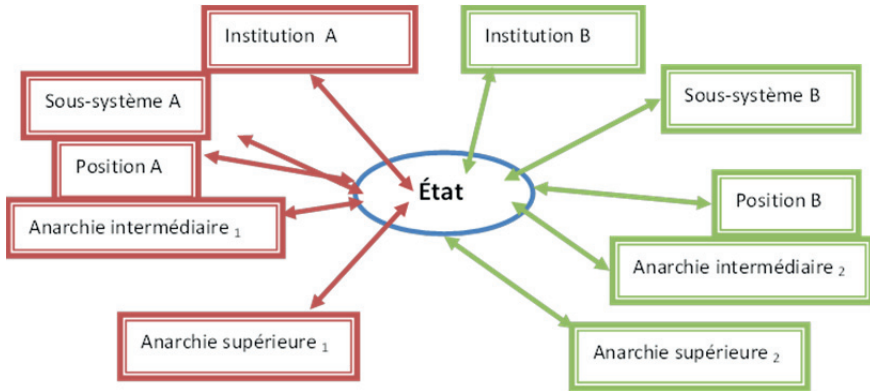 Institution A
Institution B
Sous-système A
Sous-système B
Position A
État
Position B
Anarchie intermédiaire 1
Anarchie intermédiaire 2
Anarchie supérieure 1
Anarchie supérieure 2